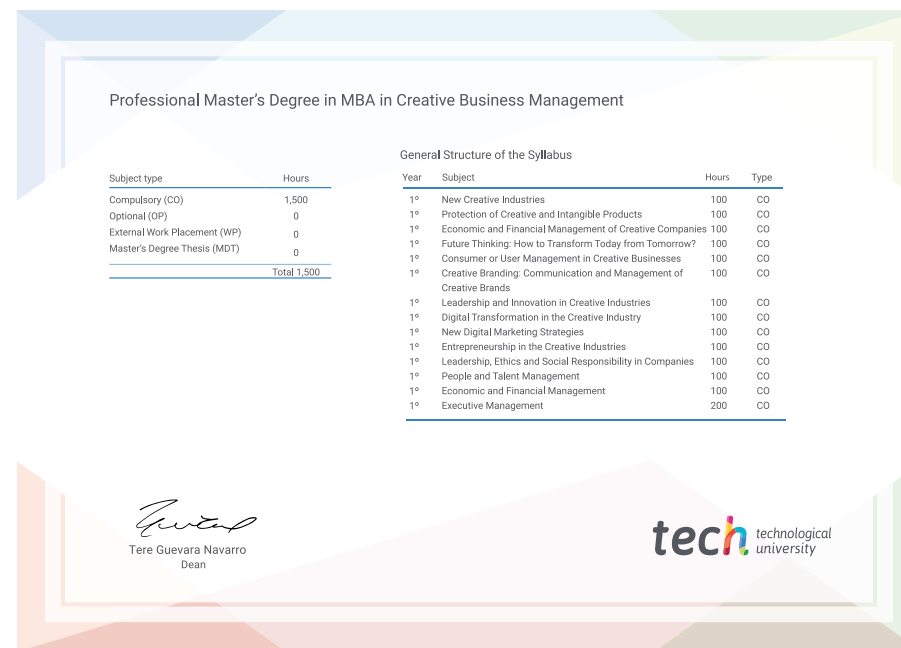 Professional Master's Degree in MBA in Creative Business Management
Subject type Hours
Compulsory (CO) 1,500
Optional (OP) 0
External Work Placement (WP) 0
Master's Degree Thesis (MDT) 0
Total 1,500
General Structure of the Syllabus
Year Subject Hours Type
1º New Creative Industries 100 CO
1º Protection of Creative and Intangible Products 100 CO
1º Economic and Financial Management of Creative Companies 100 CO
1º Future Thinking: How to Transform Today from Tomorrow? 100 CO
1º Consumer or User Management in Creative Businesses 100 CO
1º Creative Branding: Communication and Management of 100 CO
Creative Brands
1º Leadership and Innovation in Creative Industries 100 CO
1º Digital Transformation in the Creative Industry 100 CO
1º New Digital Marketing Strategies 100 CO
1º Entrepreneurship in the Creative Industries 100 CO
1º Leadership, Ethics and Social Responsibility in Companies 100 CO
1º People and Talent Management 100 CO
1º Economic and Financial Management 100 CO
1º Executive Management 200 CO
Tere Guevara Navarro
Dean
tech technological
university